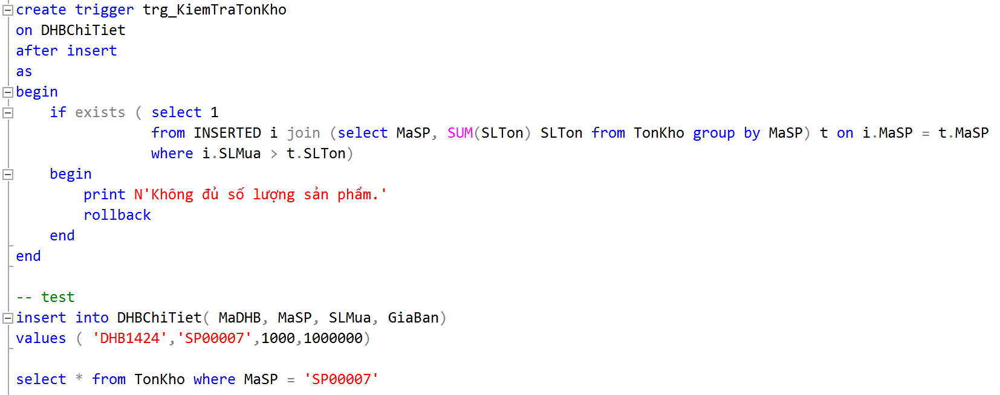 create trigger trg_KiemTraTonKho
on DHBChiTiet
after insert
as
begin
    if exists ( select 1
                from INSERTED i join (select MaSP, SUM(SLTon) SLTon from TonKho group by MaSP) t on i.MaSP = t.MaSP
                where i.SLMua > t.SLTon)
    begin
        print N'Không đủ số lượng sản phẩm.'
        rollback
    end
end

-- test
insert into DHBChiTiet( MaDHB, MaSP, SLMua, GiaBan)
values ( 'DHB1424','SP00007',1000,1000000)

select * from TonKho where MaSP = 'SP00007'